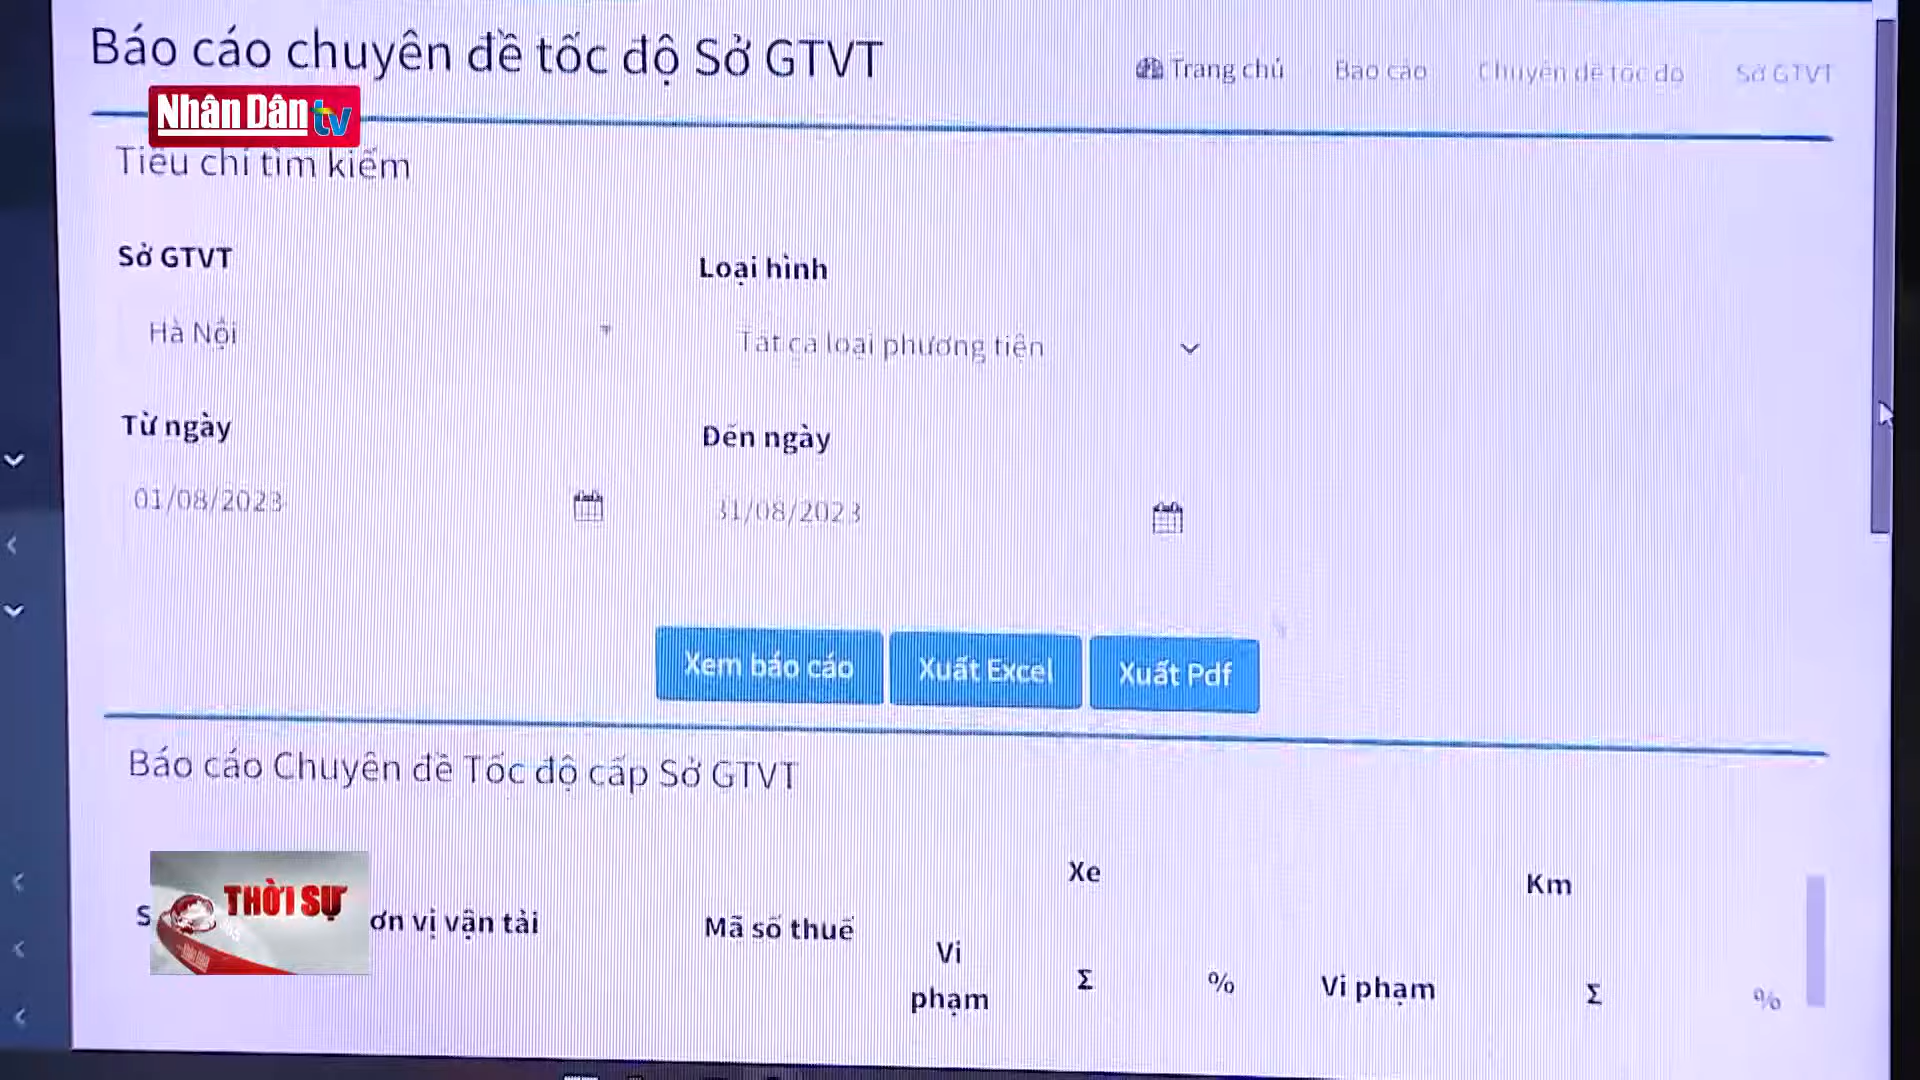 Báo cáo chuyên đề tốc độ Sở GTVT
Trang chủ Báo cáo Chuyên đề tốc độ Sở GTVT
Nhân Dân tv
Tiêu chí tìm kiếm
Sở GTVT
Loại hình
Hà Nội
Tất cả loại phương tiện
Từ ngày
Đến ngày
01/08/2023
31/08/2023
Xem báo cáo
Xuất Excel
Xuất Pdf
Báo cáo Chuyên đề Tốc độ cấp Sở GTVT
Xe
Km
S
THỜI SỰ
ơn vị vận tải
Mã số thuế
Vi phạm
Σ
%
Vi phạm
Σ
%